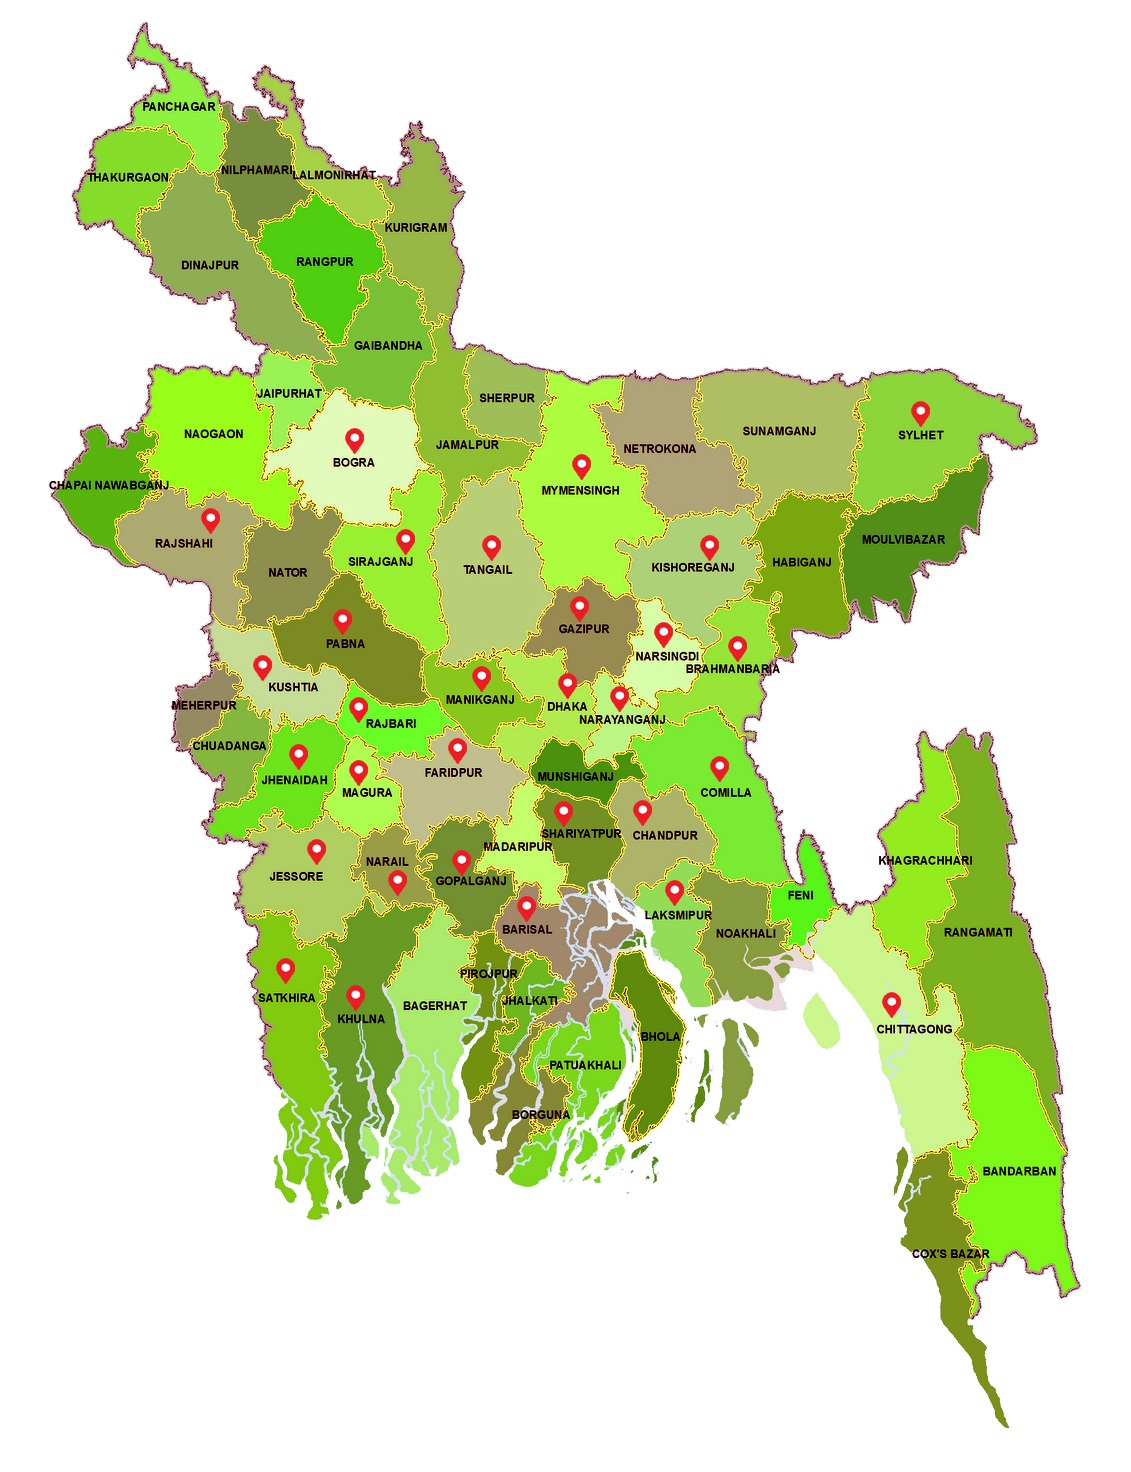 PANCHAGAR
THAKURGAON
NILPHAMARI
LALMONIRHAT
KURIGRAM
DINAJPUR
RANGPUR
GAIBANDHA
JAIPURHAT
SHERPUR
NAOGAON
JAMALPUR
NETROKONA
SUNAMGANJ
SYLHET
BOGRA
CHAPAI NAWABGANJ
MYMENSINGH
RAJSHAHI
MOULVIBAZAR
SIRAJGANJ
HABIGANJ
KISHOREGANJ
TANGAIL
NATOR
GAZIPUR
PABNA
NARSINGDI
BRAHMANBARIA
KUSHTIA
MANIKGANJ
MEHERPUR
DHAKA
NARAYANGANJ
RAJBARI
CHUADANGA
FARIDPUR
MUNSHIGANJ
JHENAIDAH
MAGURA
COMILLA
SHARIYATPUR
CHANDPUR
MADARIPUR
NARAIL
KHAGRACHHARI
JESSORE
GOPALGANJ
FENI
LAKSMIPUR
BARISAL
NOAKHALI
RANGAMATI
PIROJPUR
SATKHIRA
JHALKATI
BAGERHAT
KHULNA
CHITTAGONG
BHOLA
PATUAKHALI
BORGUNA
BANDARBAN
COX'S BAZAR